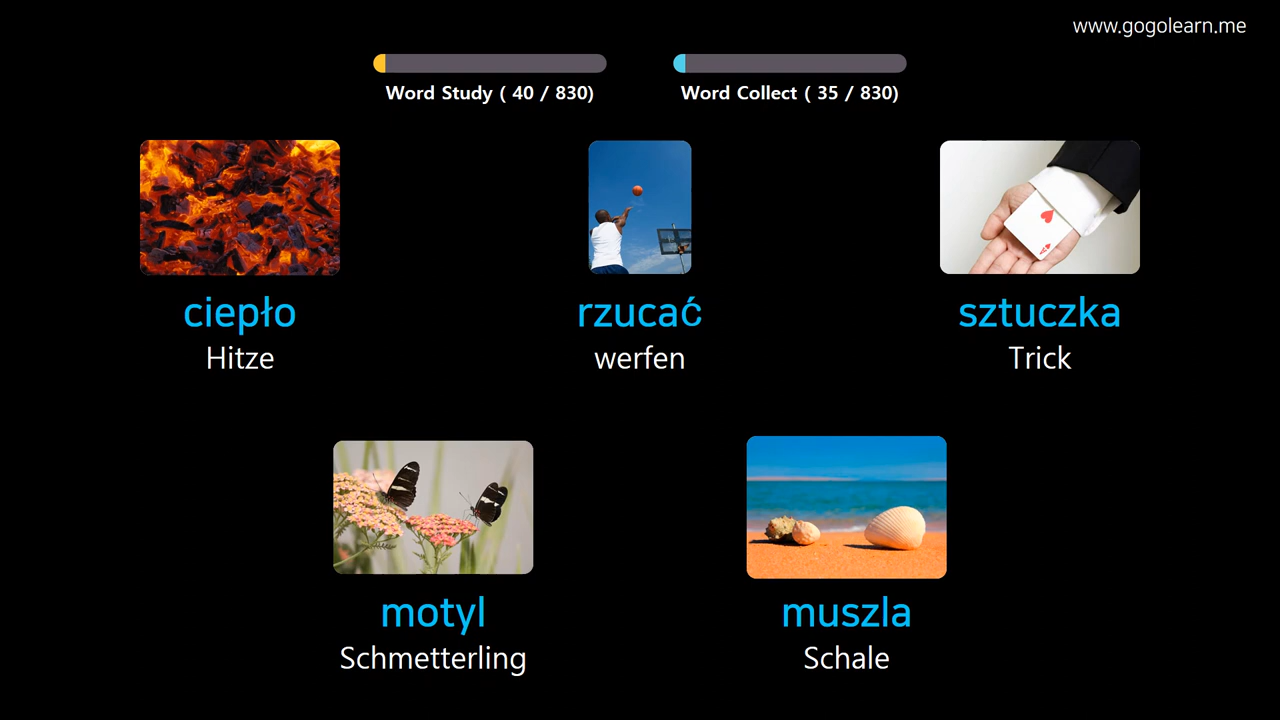 www.gogolearn.me
Word Study ( 40 / 830)
Word Collect ( 35 / 830)
ciepło
Hitze
rzucać
werfen
sztuczka
Trick
motyl
Schmetterling
muszla
Schale